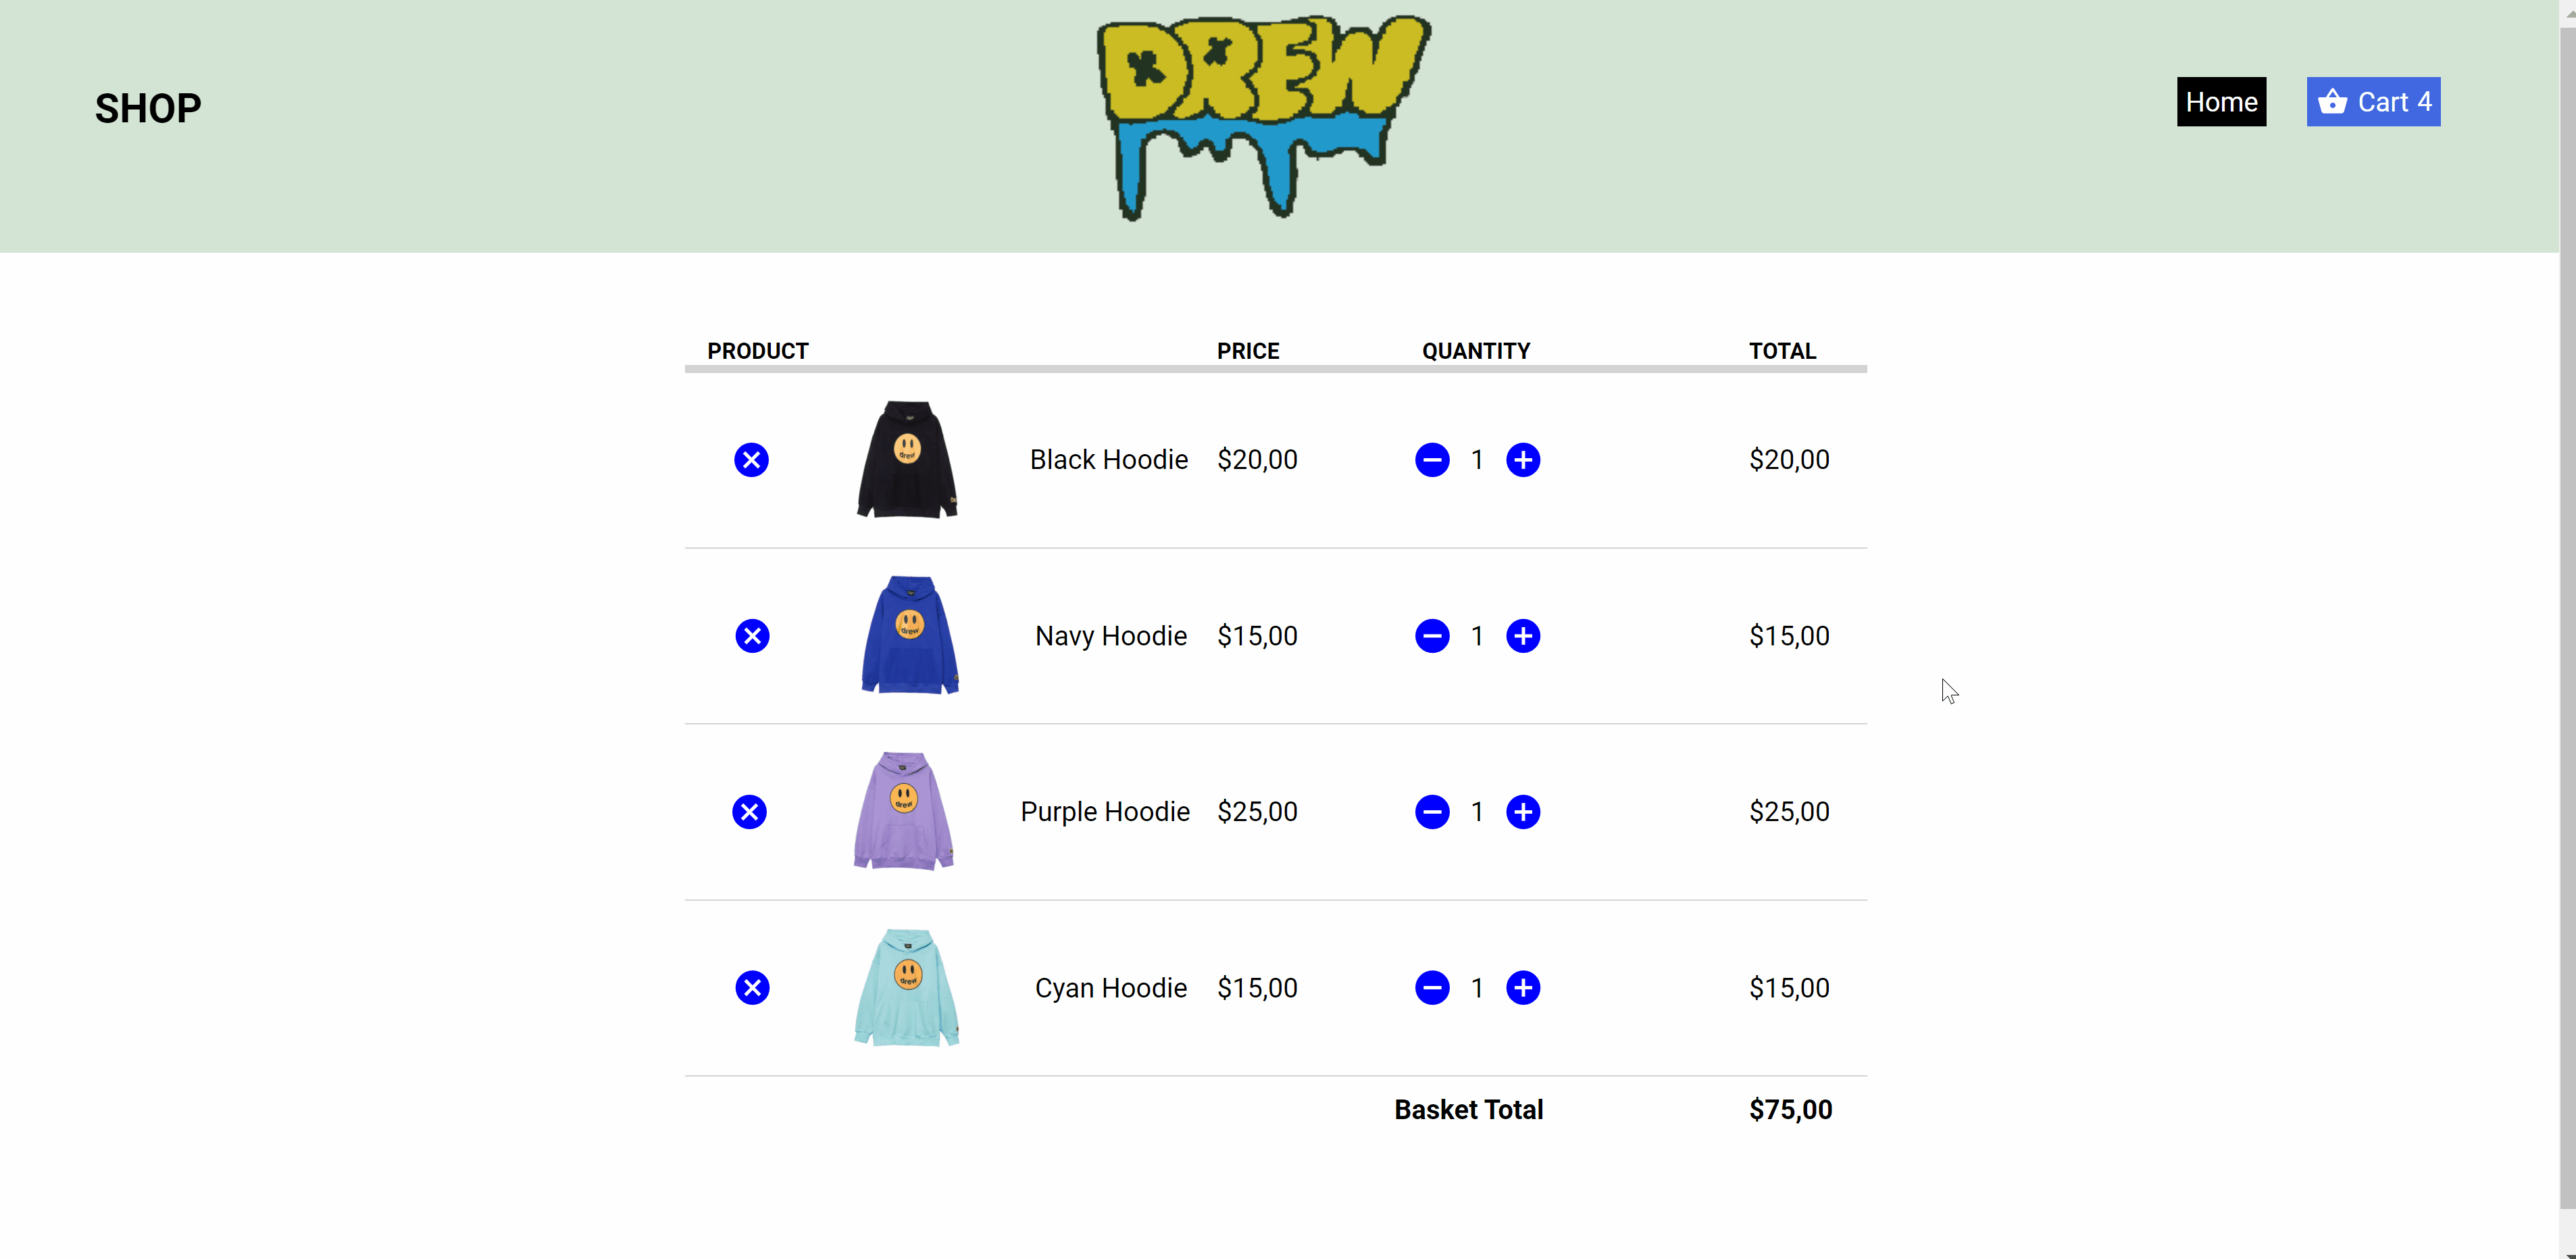 DREW
SHOP
Home
Cart 4
PRODUCT PRICE QUANTITY TOTAL
drew
Black Hoodie $20,00 1 $20,00
drew
Navy Hoodie $15,00 1 $15,00
drew
Purple Hoodie $25,00 1 $25,00
drew
Cyan Hoodie $15,00 1 $15,00
Basket Total $75,00